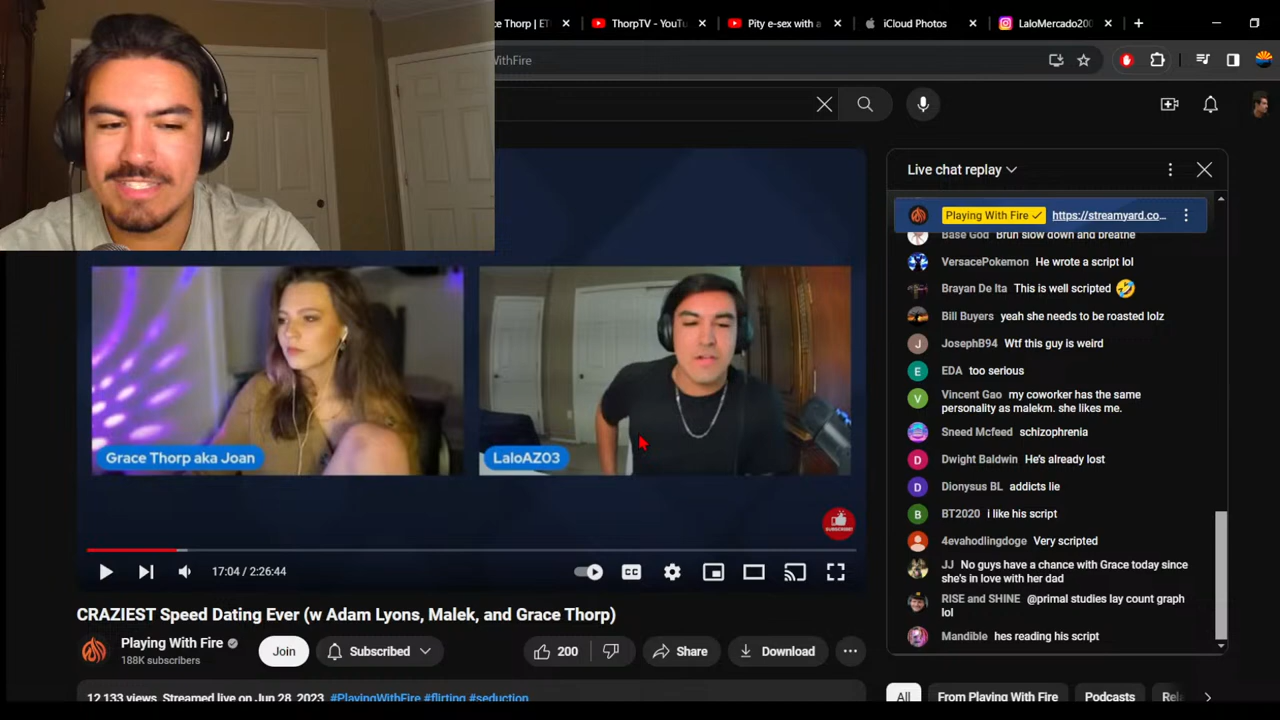 ce Thorp | ET
ThorpTV - YouTu
Pity e-sex with a
iCloud Photos
LaloMercado200
WithFire
Live chat replay
Playing With Fire https://streamyard.co...
Base God Bruh slow down and breathe
VersacePokemon He wrote a script lol
Brayan De Ita This is well scripted 🤣
Bill Buyers yeah she needs to be roasted lolz
JosephB94 Wtf this guy is weird
EDA too serious
Vincent Gao my coworker has the same
personality as malekm. she likes me.
Sneed Mcfeed schizophrenia
Dwight Baldwin He's already lost
Dionysus BL addicts lie
BT2020 i like his script
4evahodlingdoge Very scripted
JJ No guys have a chance with Grace today since
she's in love with her dad
RISE and SHINE @primal studies lay count graph
lol
Mandible hes reading his script
Grace Thorp aka Joan
LaloAZ03
SUBSCRIBE!
17:04 / 2:26:44
CC
CRAZIEST Speed Dating Ever (w Adam Lyons, Malek, and Grace Thorp)
Playing With Fire
188K subscribers
Join
Subscribed
200
Share
Download
12,133 views Streamed live on Jun 28, 2023 #PlayingWithFire #flirting #seduction
All
From Playing With Fire
Podcasts
Rel